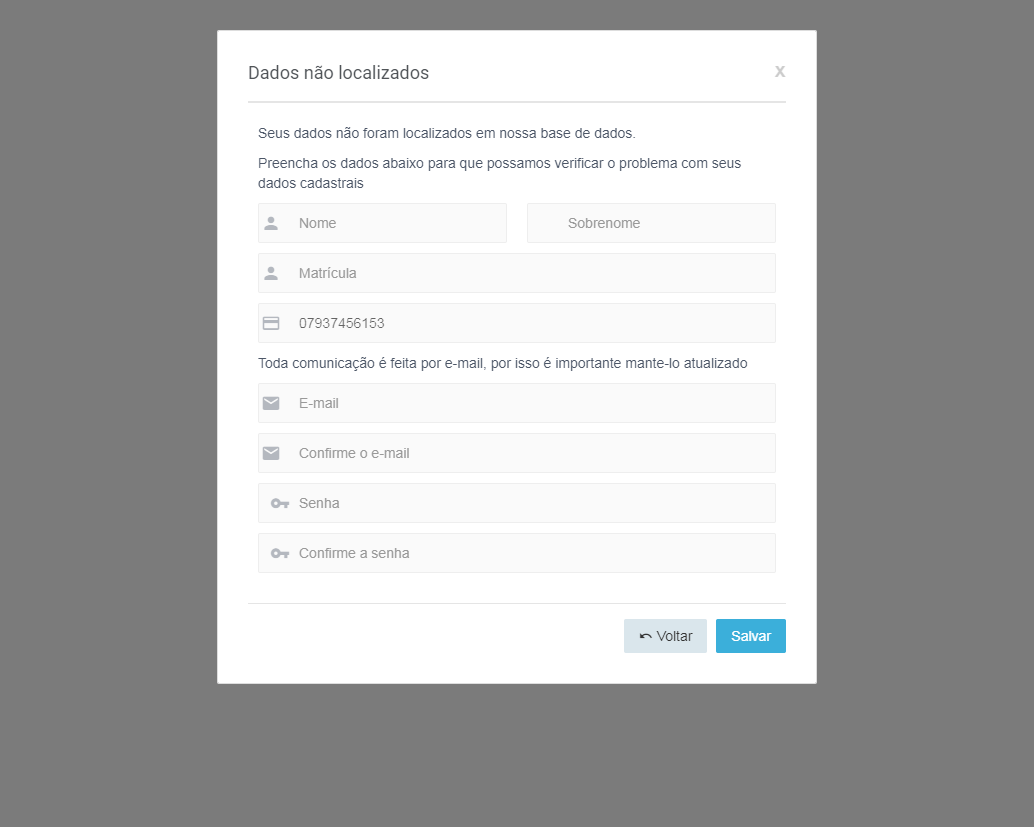 Dados não localizados
x
Seus dados não foram localizados em nossa base de dados.
Preencha os dados abaixo para que possamos verificar o problema com seus
dados cadastrais
Nome
Sobrenome
Matrícula
07937456153
Toda comunicação é feita por e-mail, por isso é importante mante-lo atualizado
E-mail
Confirme o e-mail
Senha
Confirme a senha
Voltar
Salvar